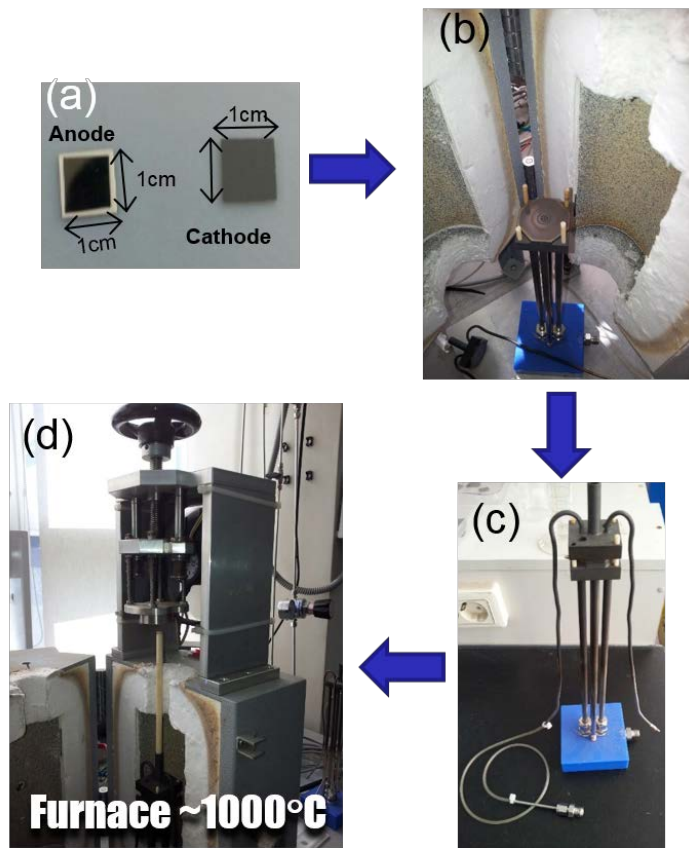 (a)
1cm
Anode
1cm
1cm
Cathode
(b)
(c)
(d)
Furnace ~1000°C